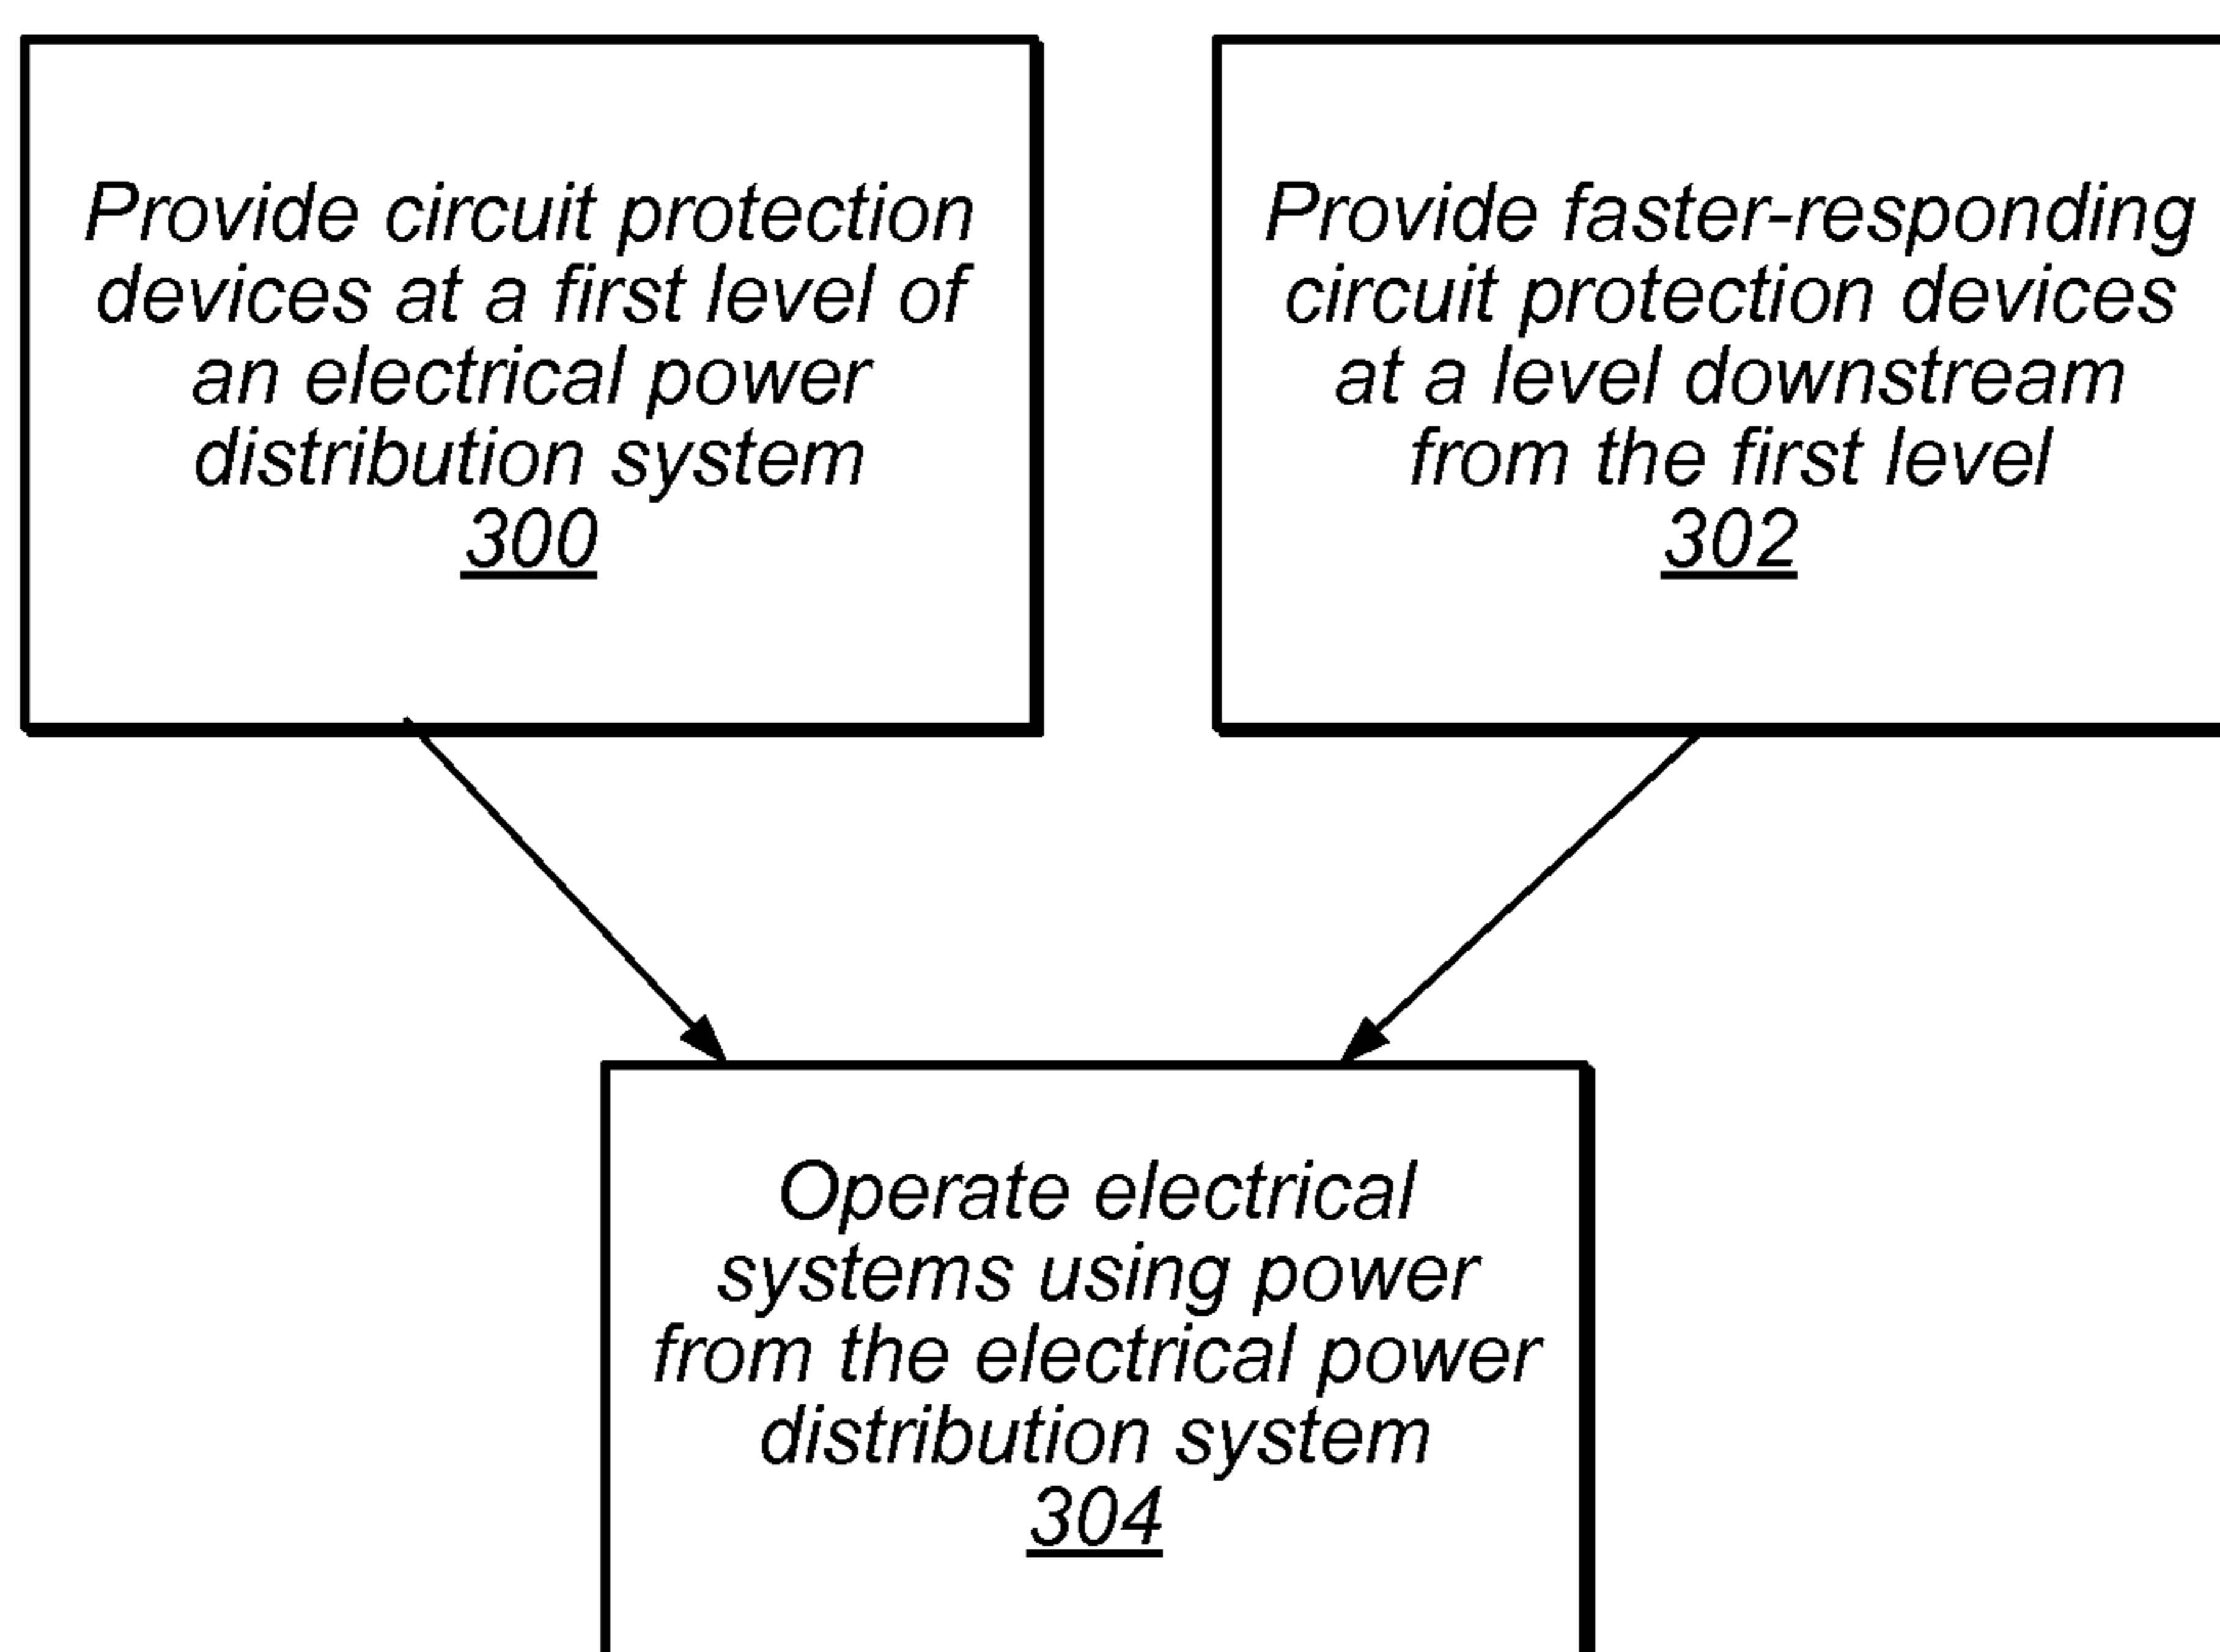 Provide circuit protection
devices at a first level of
an electrical power
distribution system
300
Provide faster-responding
circuit protection devices
at a level downstream
from the first level
302
Operate electrical
systems using power
from the electrical power
distribution system
304